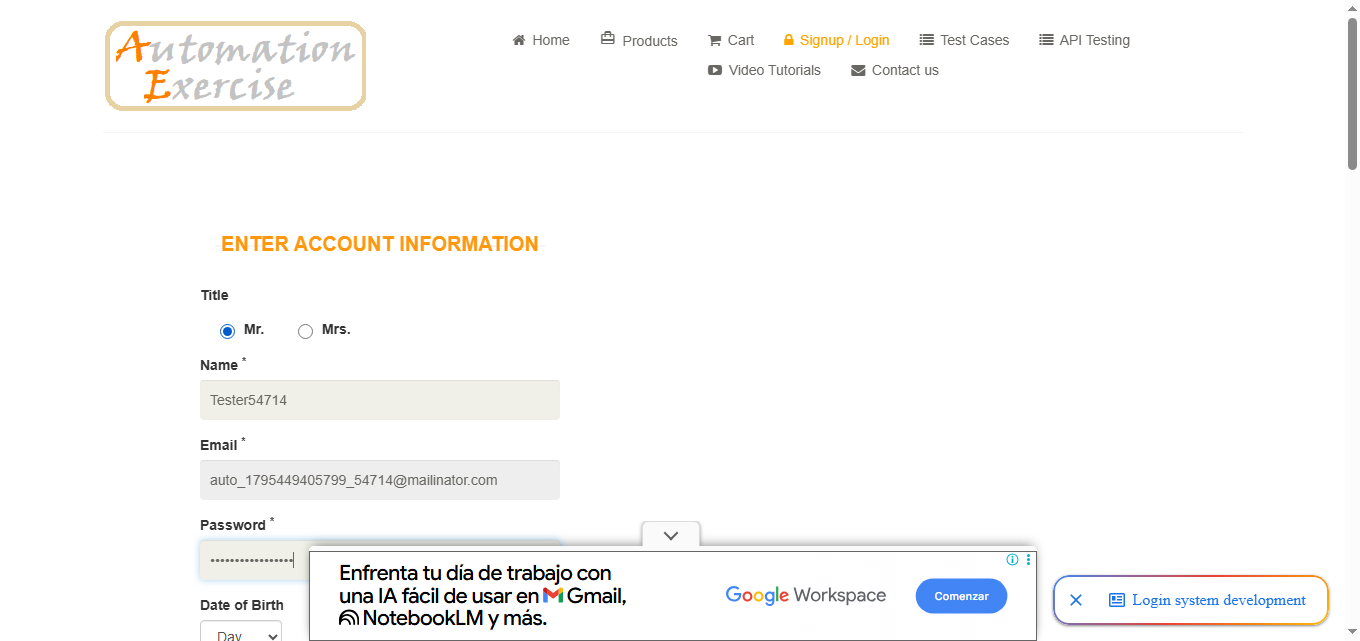 Automation
Exercise
Home
Products
Cart
Signup / Login
Test Cases
API Testing
Video Tutorials
Contact us
ENTER ACCOUNT INFORMATION
Title
Mr.
Mrs.
Name *
Tester54714
Email *
auto_1795449405799_54714@mailinator.com
Password *
Date of Birth
Day
Enfrenta tu día de trabajo con
una IA fácil de usar en Gmail,
NotebookLM y más.
Google Workspace
Comenzar
Login system development